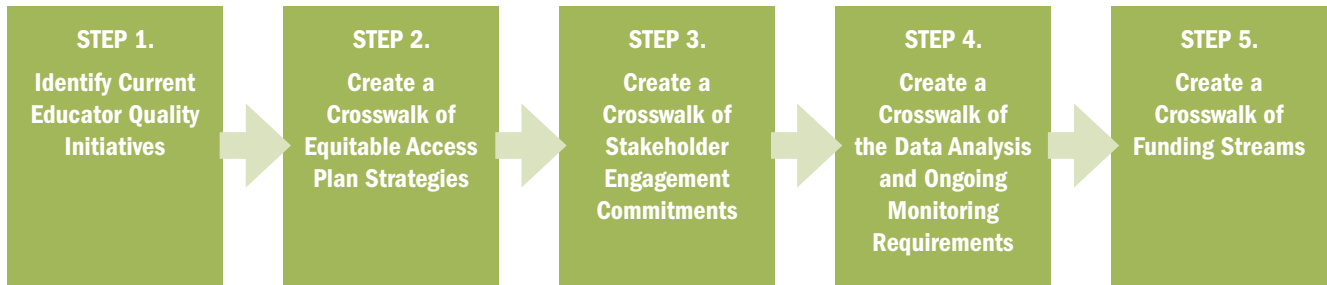 STEP 1.
Identify Current
Educator Quality
Initiatives
STEP 2.
Create a
Crosswalk of
Equitable Access
Plan Strategies
STEP 3.
Create a
Crosswalk of
Stakeholder
Engagement
Commitments
STEP 4.
Create a
Crosswalk of
the Data Analysis
and Ongoing
Monitoring
Requirements
STEP 5.
Create a
Crosswalk of
Funding Streams